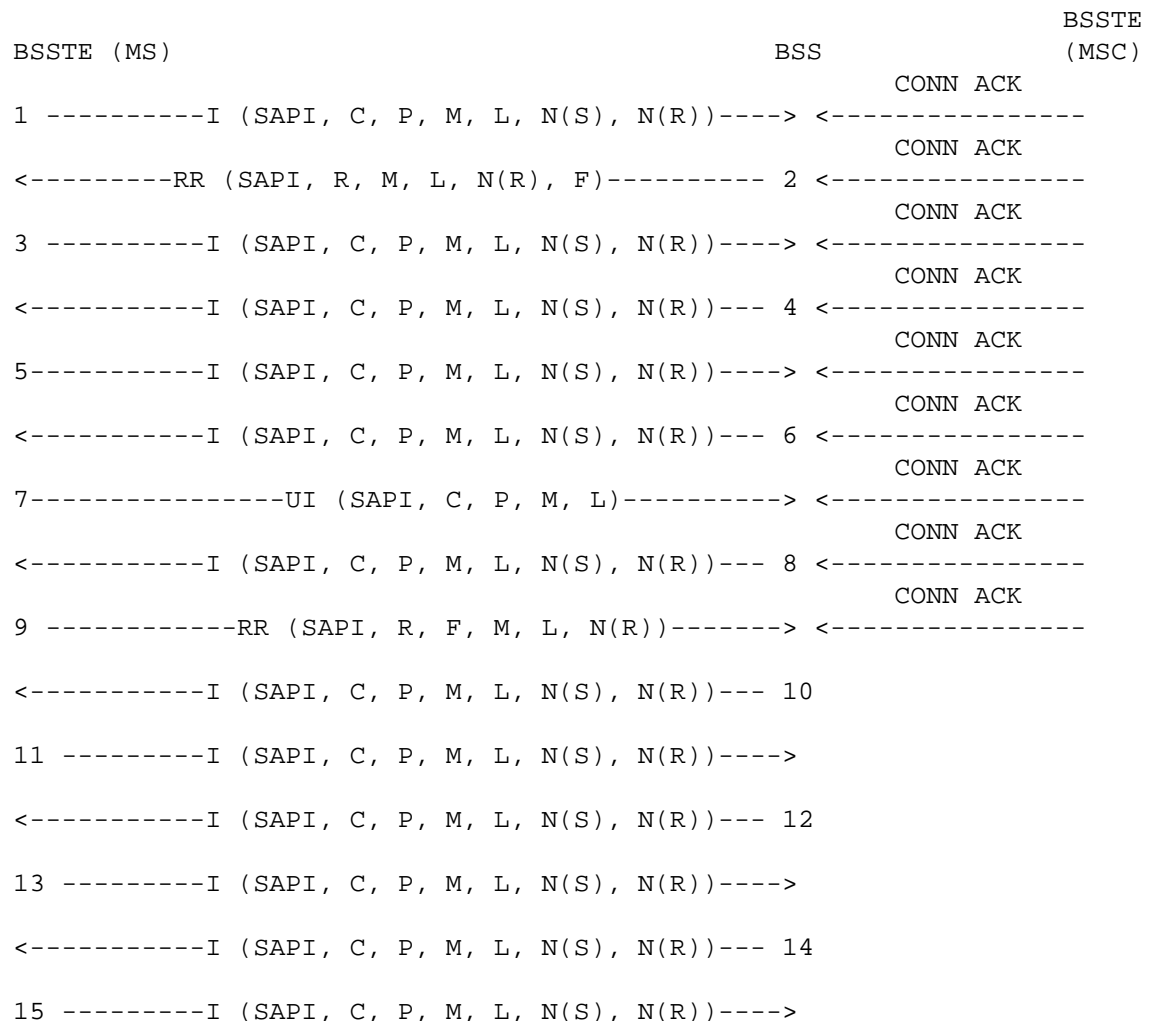 BSSTE
BSSTE (MS) BSS (MSC)
CONN ACK
1 ----------I (SAPI, C, P, M, L, N(S), N(R))----> <----------------
CONN ACK
<---------RR (SAPI, R, M, L, N(R), F)---------- 2 <----------------
CONN ACK
3 ----------I (SAPI, C, P, M, L, N(S), N(R))----> <----------------
CONN ACK
<-----------I (SAPI, C, P, M, L, N(S), N(R))--- 4 <----------------
CONN ACK
5-----------I (SAPI, C, P, M, L, N(S), N(R))----> <----------------
CONN ACK
<-----------I (SAPI, C, P, M, L, N(S), N(R))--- 6 <----------------
CONN ACK
7----------------UI (SAPI, C, P, M, L)----------> <----------------
CONN ACK
<-----------I (SAPI, C, P, M, L, N(S), N(R))--- 8 <----------------
CONN ACK
9 ------------RR (SAPI, R, F, M, L, N(R))-------> <----------------
<-----------I (SAPI, C, P, M, L, N(S), N(R))--- 10
11 ---------I (SAPI, C, P, M, L, N(S), N(R))---->
<-----------I (SAPI, C, P, M, L, N(S), N(R))--- 12
13 ---------I (SAPI, C, P, M, L, N(S), N(R))---->
<-----------I (SAPI, C, P, M, L, N(S), N(R))--- 14
15 ---------I (SAPI, C, P, M, L, N(S), N(R))---->